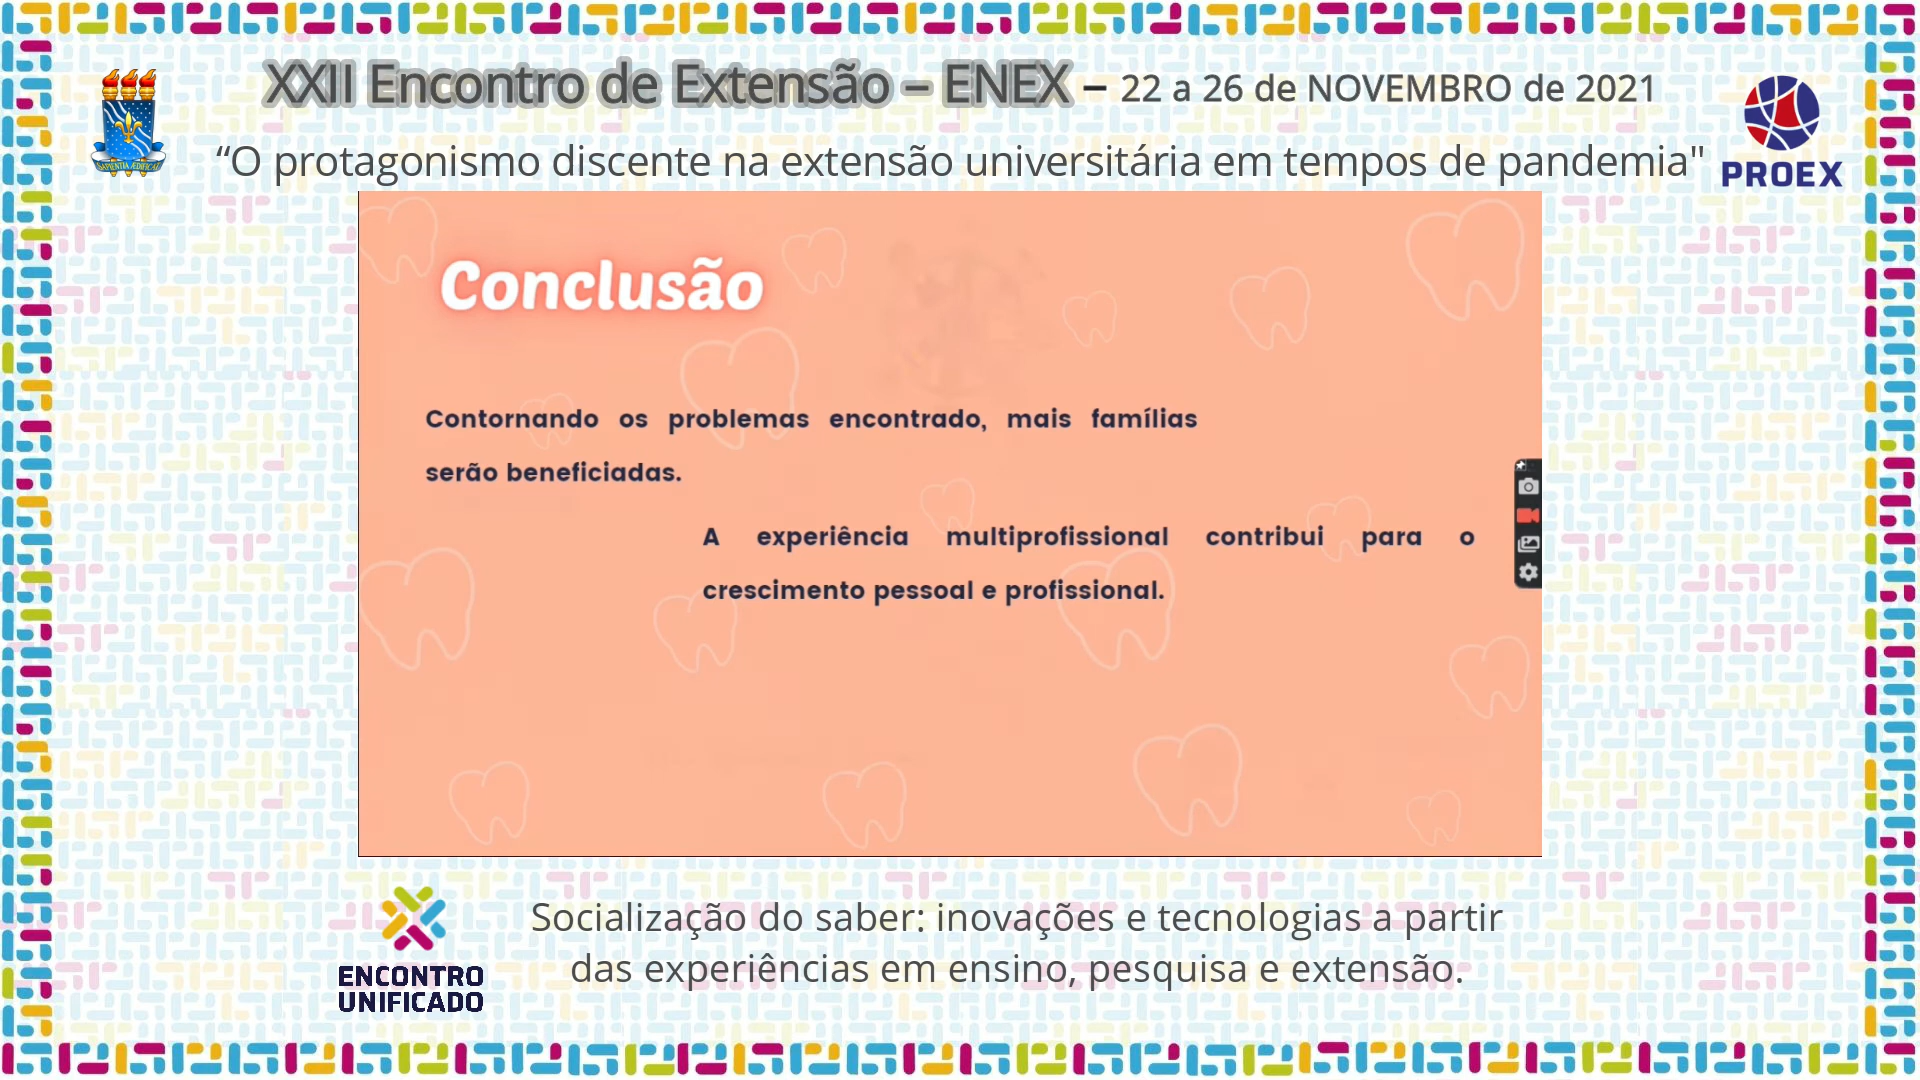 XXII Encontro de Extensão – ENEX – 22 a 26 de NOVEMBRO de 2021
“O protagonismo discente na extensão universitária em tempos de pandemia"
PROEX
Conclusão
Contornando os problemas encontrado, mais famílias
serão beneficiadas.
A experiência multiprofissional contribui para o
crescimento pessoal e profissional.
ENCONTRO
UNIFICADO
Socialização do saber: inovações e tecnologias a partir
das experiências em ensino, pesquisa e extensão.